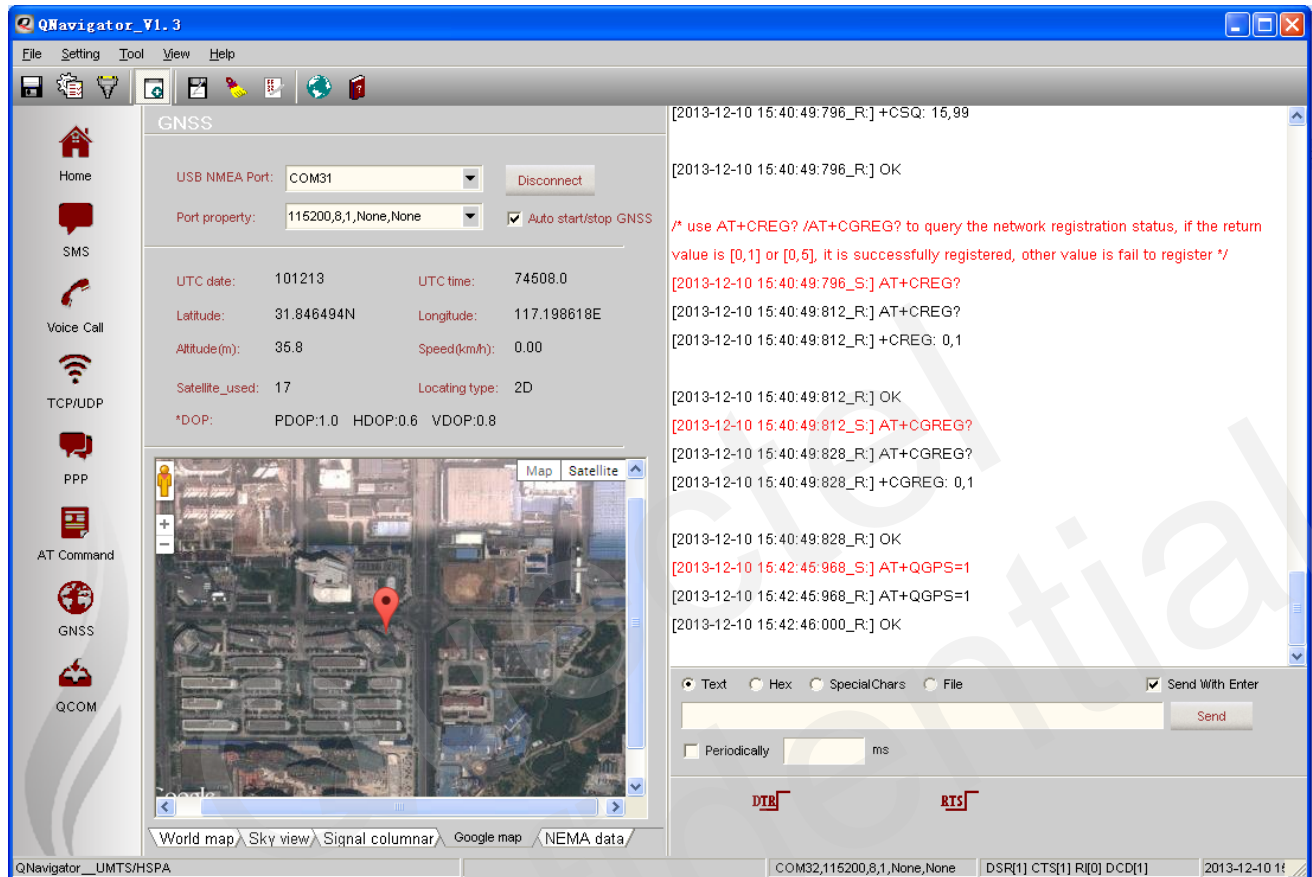 QNavigator_V1.3
File Setting Tool View Help
GNSS
USB NMEA Port: COM31 Disconnect
Port property: 115200,8,1,None,None Auto start/stop GNSS
UTC date: 101213 UTC time: 74508.0
Latitude: 31.846494N Longitude: 117.198618E
Altitude(m): 35.8 Speed(km/h): 0.00
Satellite_used: 17 Locating type: 2D
*DOP: PDOP:1.0 HDOP:0.6 VDOP:0.8
Map Satellite
Google
World map Sky view Signal columnar Google map NEMA data
Home
SMS
Voice Call
TCP/UDP
PPP
AT Command
GNSS
QCOM
[2013-12-10 15:40:49:796_R:] +CSQ: 15,99
[2013-12-10 15:40:49:796_R:] OK
/* use AT+CREG? /AT+CGREG? to query the network registration status, if the return
value is [0,1] or [0,5], it is successfully registered, other value is fail to register */
[2013-12-10 15:40:49:796_S:] AT+CREG?
[2013-12-10 15:40:49:812_R:] AT+CREG?
[2013-12-10 15:40:49:812_R:] +CREG: 0,1
[2013-12-10 15:40:49:812_R:] OK
[2013-12-10 15:40:49:812_S:] AT+CGREG?
[2013-12-10 15:40:49:828_R:] AT+CGREG?
[2013-12-10 15:40:49:828_R:] +CGREG: 0,1
[2013-12-10 15:40:49:828_R:] OK
[2013-12-10 15:42:45:968_S:] AT+QGPS=1
[2013-12-10 15:42:45:968_R:] AT+QGPS=1
[2013-12-10 15:42:46:000_R:] OK
Text Hex SpecialChars File Send With Enter
Send
Periodically ms
DTR RTS
QNavigator__UMTS/HSPA COM32,115200,8,1,None,None DSR[1] CTS[1] RI[0] DCD[1] 2013-12-10